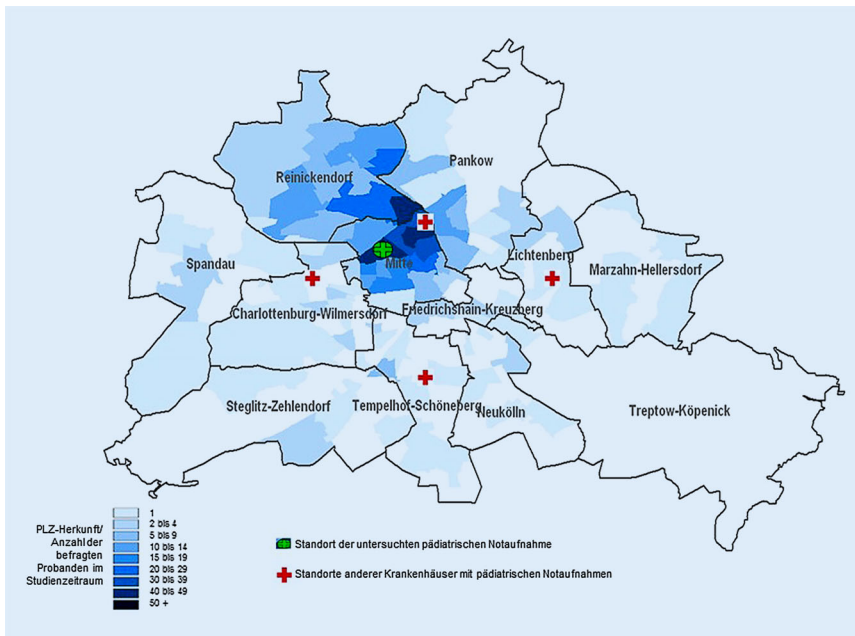 Reinickendorf
Pankow
Spandau
Mitte
Lichtenberg
Marzahn-Hellersdorf
Charlottenburg-Wilmersdorf
Friedrichshain-Kreuzberg
Steglitz-Zehlendorf
Tempelhof-Schöneberg
Neukölln
Treptow-Köpenick
PLZ-Herkunft/
Anzahl der
befragten
Probanden im
Studienzeitraum
1
2 bis 4
5 bis 9
10 bis 14
15 bis 19
20 bis 29
30 bis 39
40 bis 49
50 +
Standort der untersuchten pädiatrischen Notaufnahme
Standorte anderer Krankenhäuser mit pädiatrischen Notaufnahmen